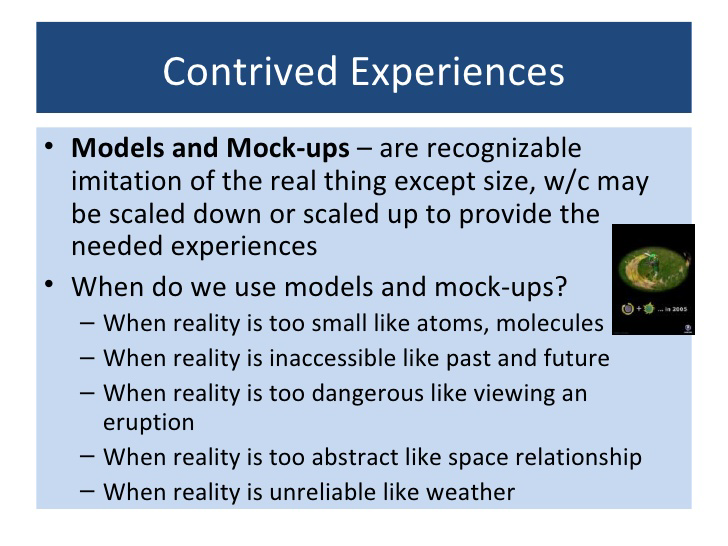 Contrived Experiences
• Models and Mock-ups – are recognizable
imitation of the real thing except size, w/c may
be scaled down or scaled up to provide the
needed experiences
• When do we use models and mock-ups?
– When reality is too small like atoms, molecules
– When reality is inaccessible like past and future
– When reality is too dangerous like viewing an
eruption
– When reality is too abstract like space relationship
– When reality is unreliable like weather
+ ... in 2005